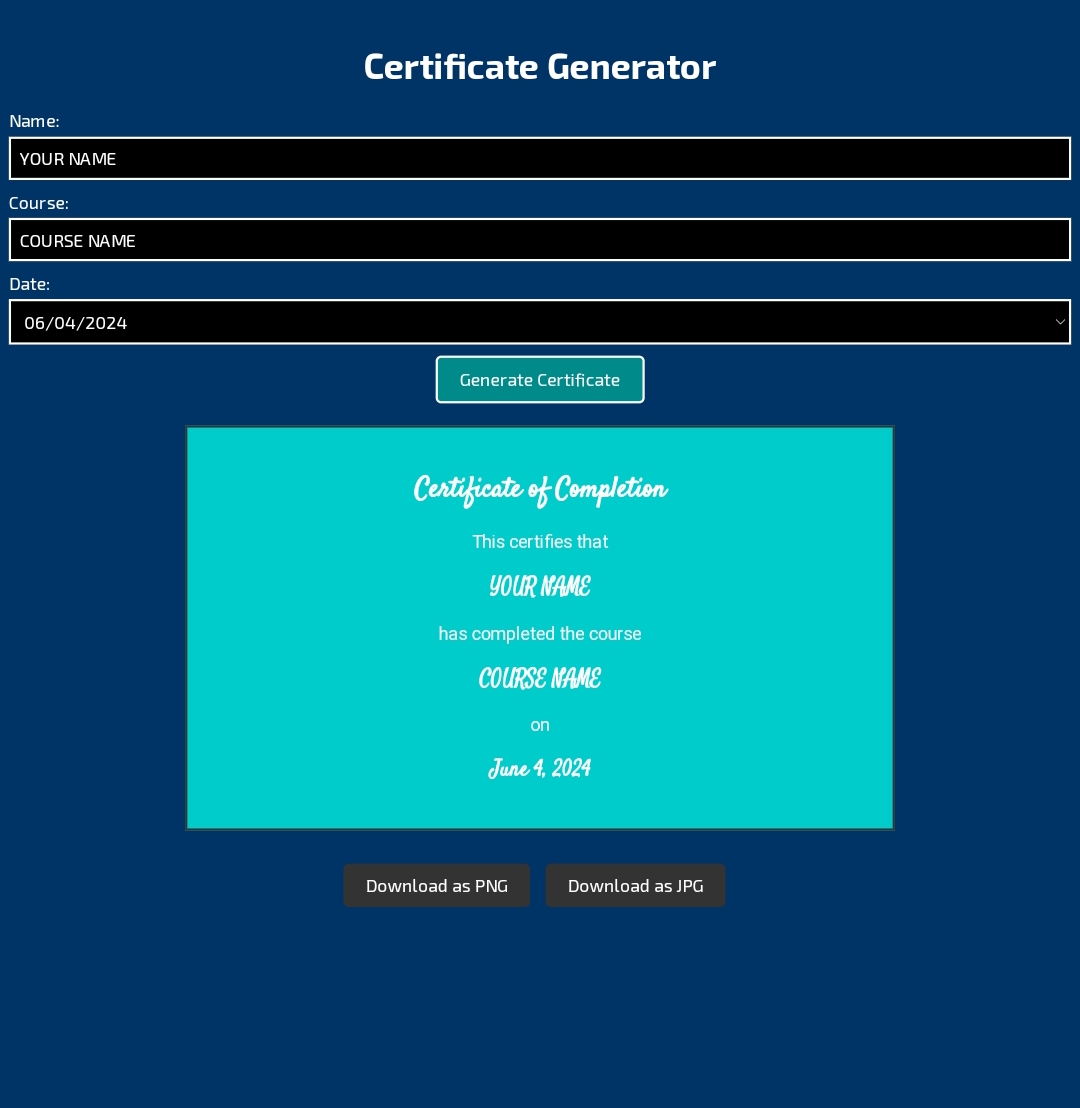 Certificate Generator
Name:
YOUR NAME
Course:
COURSE NAME
Date:
06/04/2024
Generate Certificate
Certificate of Completion
This certifies that
YOUR NAME
has completed the course
COURSE NAME
on
June 4, 2024
Download as PNG
Download as JPG